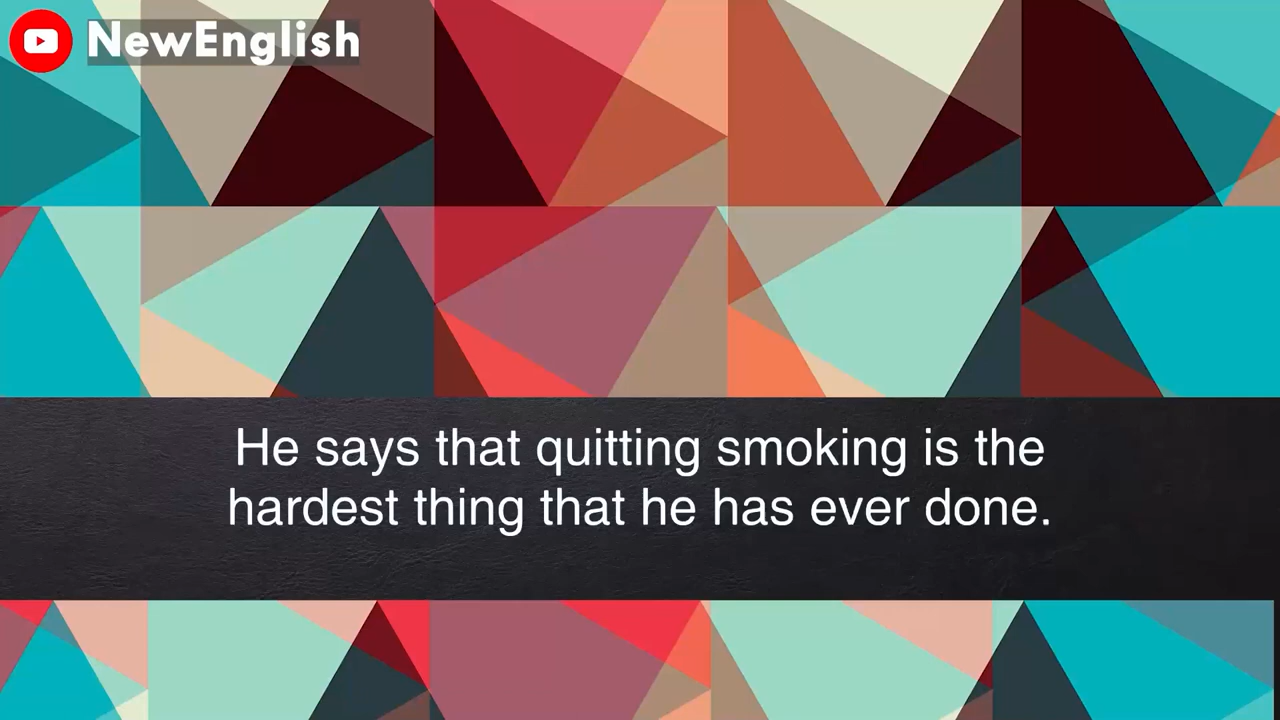 NewEnglish
He says that quitting smoking is the
hardest thing that he has ever done.